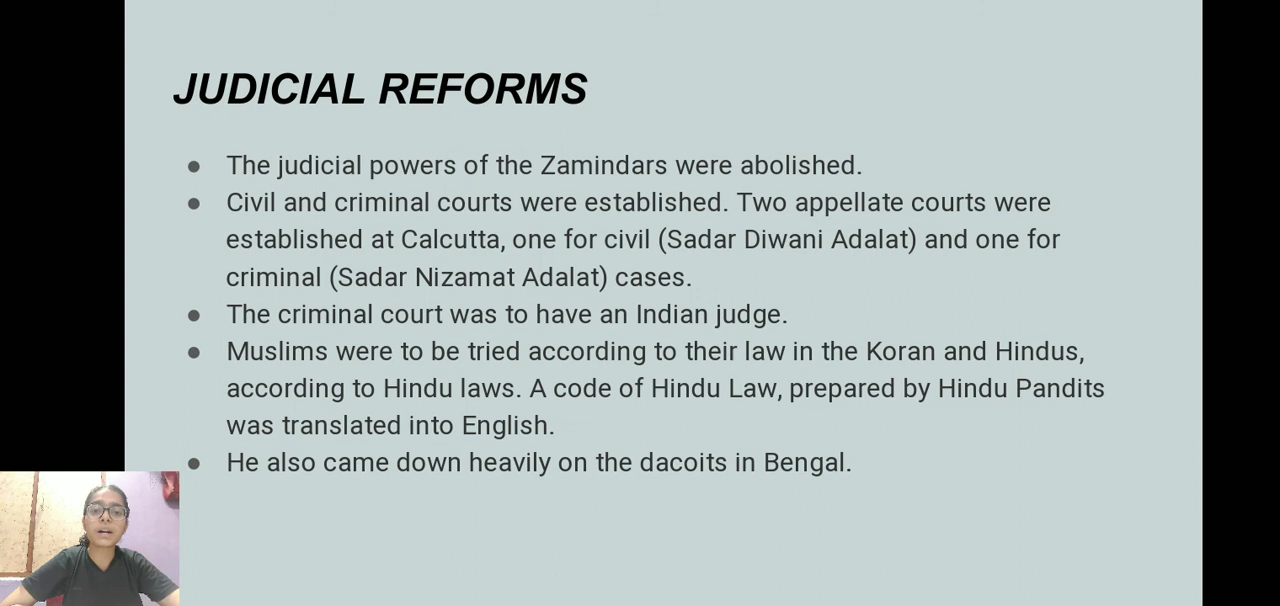 JUDICIAL REFORMS
● The judicial powers of the Zamindars were abolished.
● Civil and criminal courts were established. Two appellate courts were
established at Calcutta, one for civil (Sadar Diwani Adalat) and one for
criminal (Sadar Nizamat Adalat) cases.
● The criminal court was to have an Indian judge.
● Muslims were to be tried according to their law in the Koran and Hindus,
according to Hindu laws. A code of Hindu Law, prepared by Hindu Pandits
was translated into English.
● He also came down heavily on the dacoits in Bengal.